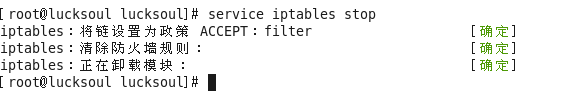 [root@lucksoul lucksoul]# service iptables stop
iptables：将链设置为政策 ACCEPT：filter [确定]
iptables：清除防火墙规则： [确定]
iptables：正在卸载模块： [确定]
[root@lucksoul lucksoul]#